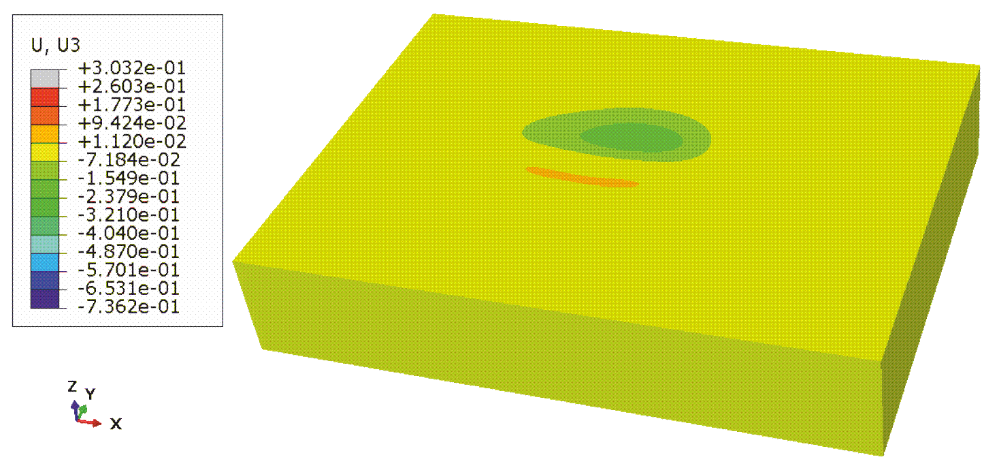 U, U3
+3.032e-01
+2.603e-01
+1.773e-01
+9.424e-02
+1.120e-02
-7.184e-02
-1.549e-01
-2.379e-01
-3.210e-01
-4.040e-01
-4.870e-01
-5.701e-01
-6.531e-01
-7.362e-01
Z
Y
X